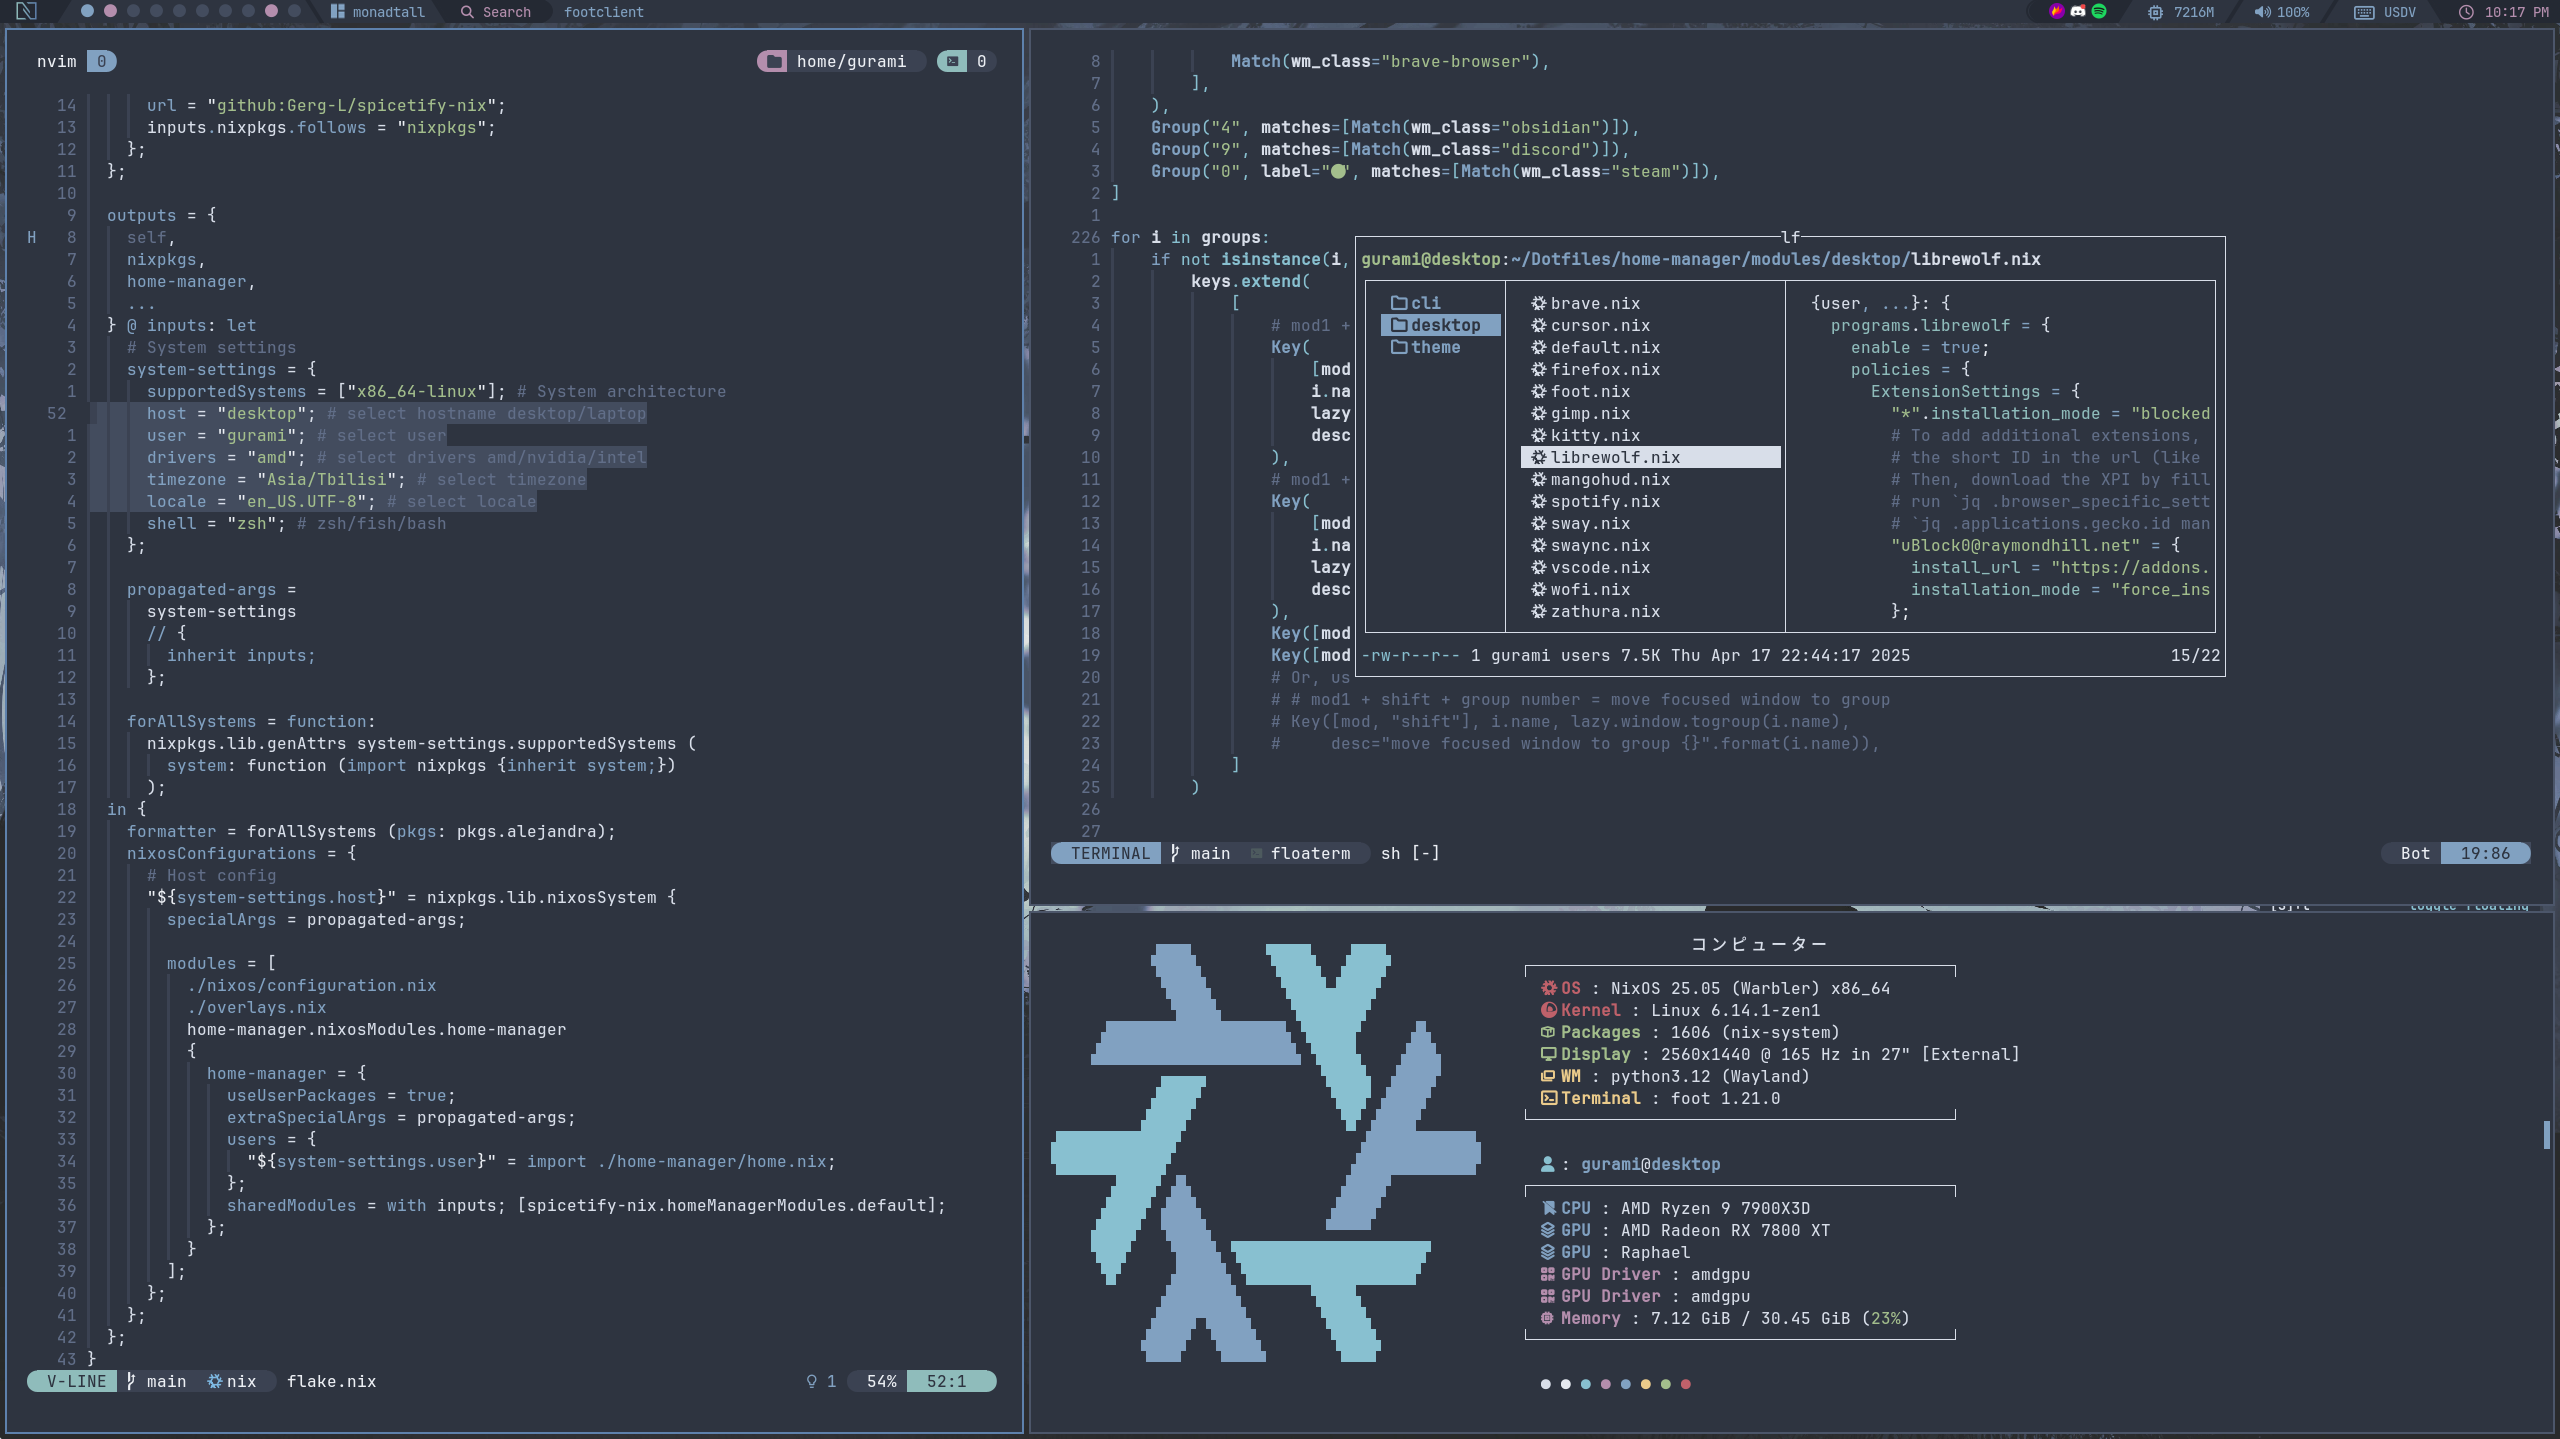 monadtall Search footclient 7216M 100% USDV 10:17 PM
nvim 0 home/gurami 0
14 url = "github:Gerg-L/spicetify-nix";
13 inputs.nixpkgs.follows = "nixpkgs";
12 };
11 };
10
9 outputs = {
H 8 self,
7 nixpkgs,
6 home-manager,
5 ...
4 } @ inputs: let
3 # System settings
2 system-settings = {
1 supportedSystems = ["x86_64-linux"]; # System architecture
52 host = "desktop"; # select hostname desktop/laptop
1 user = "gurami"; # select user
2 drivers = "amd"; # select drivers amd/nvidia/intel
3 timezone = "Asia/Tbilisi"; # select timezone
4 locale = "en_US.UTF-8"; # select locale
5 shell = "zsh"; # zsh/fish/bash
6 };
7
8 propagated-args =
9 system-settings
10 // {
11 inherit inputs;
12 };
13
14 forAllSystems = function:
15 nixpkgs.lib.genAttrs system-settings.supportedSystems (
16 system: function (import nixpkgs {inherit system;})
17 );
18 in {
19 formatter = forAllSystems (pkgs: pkgs.alejandra);
20 nixosConfigurations = {
21 # Host config
22 "${system-settings.host}" = nixpkgs.lib.nixosSystem {
23 specialArgs = propagated-args;
24
25 modules = [
26 ./nixos/configuration.nix
27 ./overlays.nix
28 home-manager.nixosModules.home-manager
29 {
30 home-manager = {
31 useUserPackages = true;
32 extraSpecialArgs = propagated-args;
33 users = {
34 "${system-settings.user}" = import ./home-manager/home.nix;
35 };
36 sharedModules = with inputs; [spicetify-nix.homeManagerModules.default];
37 };
38 }
39 ];
40 };
41 };
42 };
43 }
V-LINE main nix flake.nix 1 54% 52:1
8 Match(wm_class="brave-browser"),
7 ],
6 ),
5 Group("4", matches=[Match(wm_class="obsidian")]),
4 Group("9", matches=[Match(wm_class="discord")]),
3 Group("0", label="", matches=[Match(wm_class="steam")]),
2 ]
1
226 for i in groups:
1 if not isinstance(i,
2 keys.extend(
3 [
4 # mod1 +
5 Key(
6 [mod
7 i.na
8 lazy
9 desc
10 ),
11 # mod1 +
12 Key(
13 [mod
14 i.na
15 lazy
16 desc
17 ),
18 Key([mod
19 Key([mod
20 # Or, us
21 # # mod1 + shift + group number = move focused window to group
22 # Key([mod, "shift"], i.name, lazy.window.togroup(i.name),
23 # desc="move focused window to group {}".format(i.name)),
24 ]
25 )
26
27
TERMINAL main floaterm sh [-] Bot 19:86
lf
gurami@desktop:~/Dotfiles/home-manager/modules/desktop/librewolf.nix
cli
desktop
theme
brave.nix
cursor.nix
default.nix
firefox.nix
foot.nix
gimp.nix
kitty.nix
librewolf.nix
mangohud.nix
spotify.nix
sway.nix
swaync.nix
vscode.nix
wofi.nix
zathura.nix
{user, ...}: {
programs.librewolf = {
enable = true;
policies = {
ExtensionSettings = {
"*".installation_mode = "blocked
# To add additional extensions,
# the short ID in the url (like
# Then, download the XPI by fill
# run `jq .browser_specific_sett
# `jq .applications.gecko.id man
"uBlock0@raymondhill.net" = {
install_url = "https://addons.
installation_mode = "force_ins
};
-rw-r--r-- 1 gurami users 7.5K Thu Apr 17 22:44:17 2025 15/22
コンピューター
OS : NixOS 25.05 (Warbler) x86_64
Kernel : Linux 6.14.1-zen1
Packages : 1606 (nix-system)
Display : 2560x1440 @ 165 Hz in 27" [External]
WM : python3.12 (Wayland)
Terminal : foot 1.21.0
: gurami@desktop
CPU : AMD Ryzen 9 7900X3D
GPU : AMD Radeon RX 7800 XT
GPU : Raphael
GPU Driver : amdgpu
GPU Driver : amdgpu
Memory : 7.12 GiB / 30.45 GiB (23%)